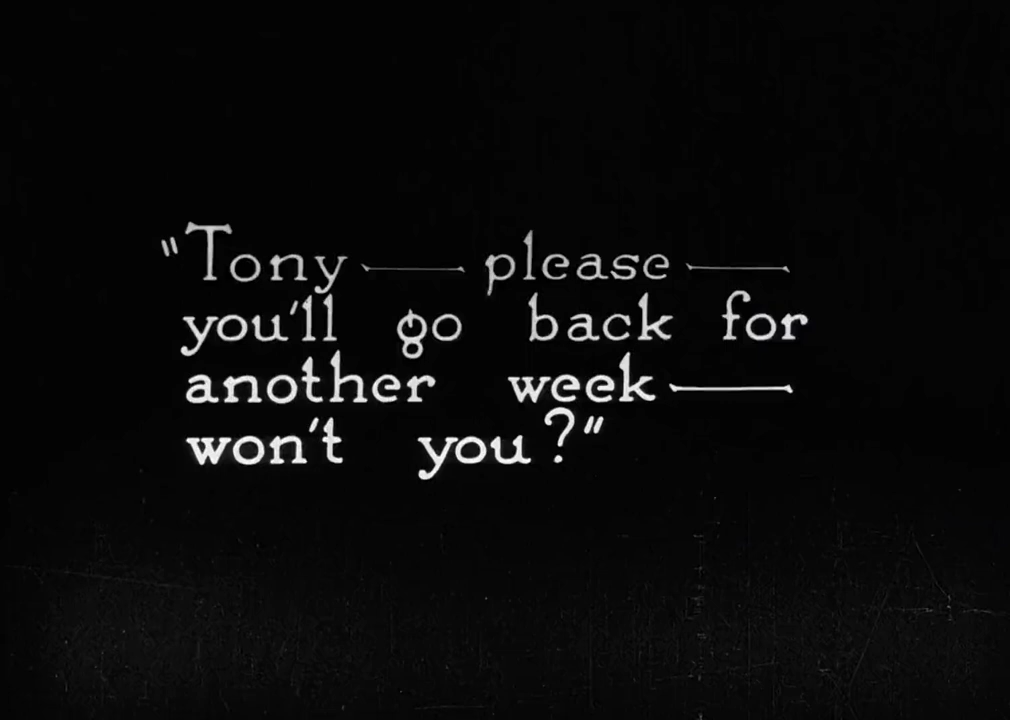 "Tony — please —
you'll go back for
another week —
won't you?"